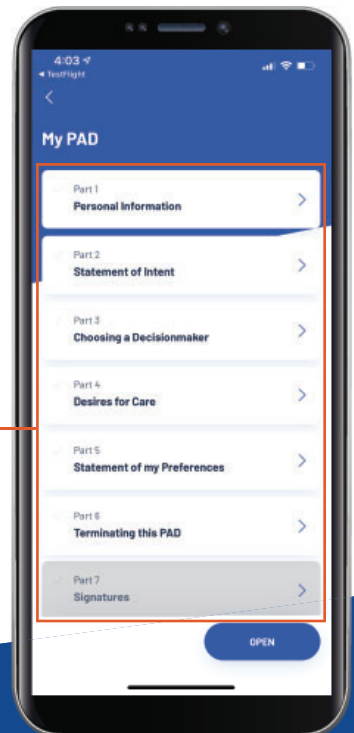 4:03
TestFlight
My PAD
Part 1
Personal Information
Part 2
Statement of Intent
Part 3
Choosing a Decisionmaker
Part 4
Desires for Care
Part 5
Statement of my Preferences
Part 6
Terminating this PAD
Part 7
Signatures
OPEN